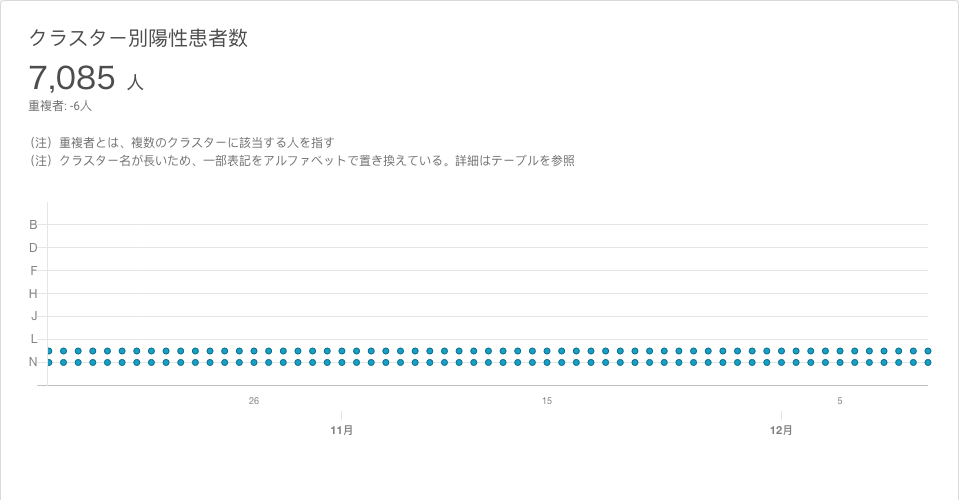 クラスター別陽性患者数
7,085 人
重複者: -6人
（注）重複者とは、複数のクラスターに該当する人を指す
（注）クラスター名が長いため、一部表記をアルファベットで置き換えている。詳細はテーブルを参照
B
D
F
H
J
L
N
26 15 5
11月 12月